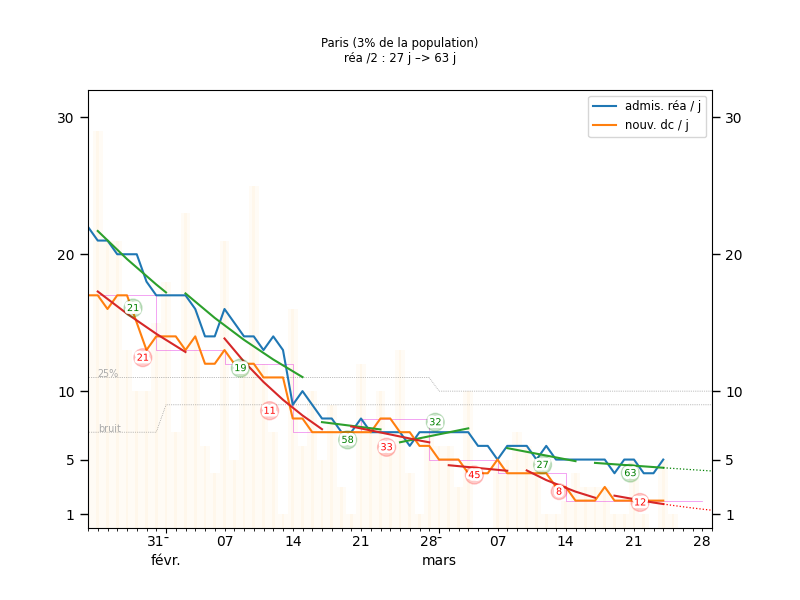 Paris (3% de la population)
réa /2 : 27 j –> 63 j
admis. réa / j
nouv. dc / j
30 30
20 20
10 10
5 5
1 1
25%
bruit
21
21
19
11
58
33
32
45
27
8
63
12
31- 07 14 21 28- 07 14 21 28
févr. mars